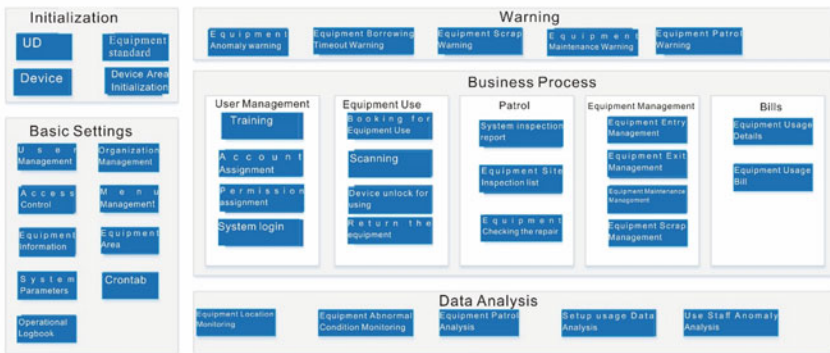 Initialization
UD
Equipment
standard
Device
Device Area
Initialization
Basic Settings
User
Management
Organization
Management
Access
Control
Menu
Management
Equipment
Information
Equipment
Area
System
Parameters
Crontab
Operational
Logbook
Warning
Equipment
Anomaly warning
Equipment Borrowing
Timeout Warning
Equipment Scrap
Warning
Equipment
Maintenance Warning
Equipment Patrol
Warning
Business Process
User Management
Training
Account
Assignment
Permission
assignment
System login
Equipment Use
Booking for
Equipment Use
Scanning
Device unlock for
using
Return the
equipment
Patrol
System inspection
report
Equipment Site
Inspection list
Equipment
Checking the repair
Equipment Management
Equipment Entry
Management
Equipment Exit
Management
Equipment Maintenence
Management
Equipment Scrap
Management
Bills
Equipment Usage
Details
Equipment Usage
Bill
Data Analysis
Equipment Location
Monitoring
Equipment Abnormal
Condition Monitoring
Equipment Patrol
Analysis
Setup usage Data
Analysis
Use Staff Anomaly
Analysis